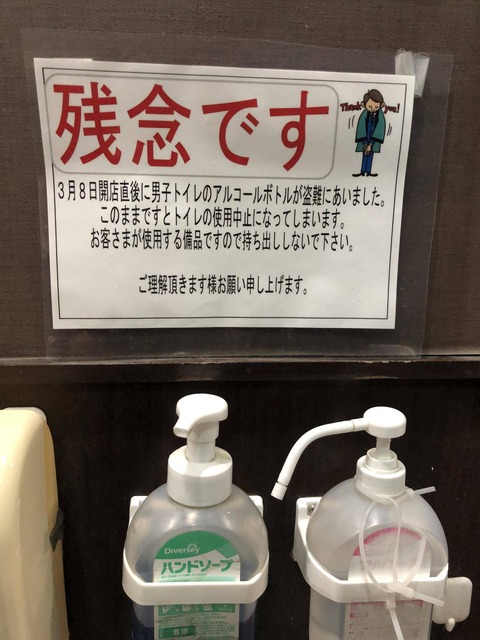 残念です
Thank you!
3月8日開店直後に男子トイレのアルコールボトルが盗難にあいました。
このままですとトイレの使用中止になってしまいます。
お客さまが使用する備品ですので持ち出ししないで下さい。
ご理解頂きます様お願い申し上げます。
Diversey
ハンドソープ